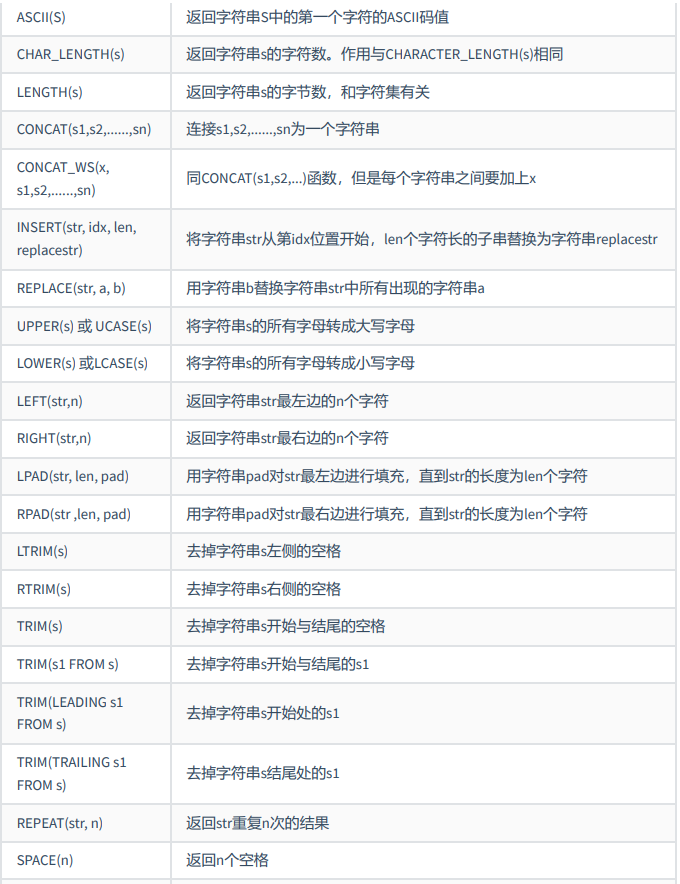 ASCII(S) 返回字符串S中的第一个字符的ASCII码值
CHAR_LENGTH(s) 返回字符串s的字符数。作用与CHARACTER_LENGTH(s)相同
LENGTH(s) 返回字符串s的字节数，和字符集有关
CONCAT(s1,s2,......,sn) 连接s1,s2,......,sn为一个字符串
CONCAT_WS(x,
s1,s2,......,sn) 同CONCAT(s1,s2,...)函数，但是每个字符串之间要加上x
INSERT(str, idx, len,
replacestr) 将字符串str从第idx位置开始，len个字符长的子串替换为字符串replacestr
REPLACE(str, a, b) 用字符串b替换字符串str中所有出现的字符串a
UPPER(s) 或 UCASE(s) 将字符串s的所有字母转成大写字母
LOWER(s) 或LCASE(s) 将字符串s的所有字母转成小写字母
LEFT(str,n) 返回字符串str最左边的n个字符
RIGHT(str,n) 返回字符串str最右边的n个字符
LPAD(str, len, pad) 用字符串pad对str最左边进行填充，直到str的长度为len个字符
RPAD(str ,len, pad) 用字符串pad对str最右边进行填充，直到str的长度为len个字符
LTRIM(s) 去掉字符串s左侧的空格
RTRIM(s) 去掉字符串s右侧的空格
TRIM(s) 去掉字符串s开始与结尾的空格
TRIM(s1 FROM s) 去掉字符串s开始与结尾的s1
TRIM(LEADING s1
FROM s) 去掉字符串s开始处的s1
TRIM(TRAILING s1
FROM s) 去掉字符串s结尾处的s1
REPEAT(str, n) 返回str重复n次的结果
SPACE(n) 返回n个空格